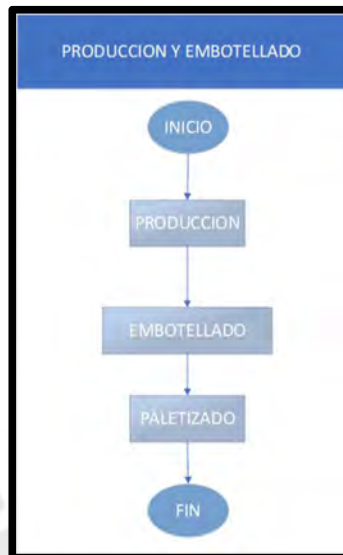 PRODUCCION Y EMBOTELLADO
INICIO
PRODUCCION
EMBOTELLADO
PALETIZADO
FIN